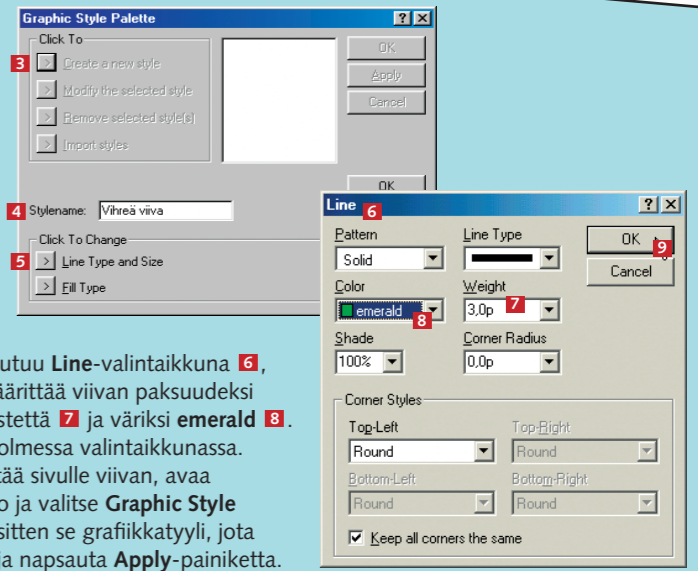 Graphic Style Palette
Click To
3 > Create a new style
> Modify the selected style
> Remove selected style(s)
> Import styles
OK
Apply
Cancel
OK
4 Stylename: Vihreä viiva
Click To Change
5 > Line Type and Size
> Fill Type
Line 6
Pattern
Solid
Line Type
OK 9
Cancel
Color
emerald 8
Weight
3,0p 7
Shade
100%
Corner Radius
0,0p
Corner Styles
Top-Left
Round
Top-Right
Round
Bottom-Left
Round
Bottom-Right
Round
Keep all corners the same
utuu Line-valintaikkuna 6,
äärittää viivan paksuudeksi
stettä 7 ja väriksi emerald 8.
olmessa valintaikkunassa.
tää sivulle viivan, avaa
o ja valitse Graphic Style
sitten se grafiikkatyyli, jota
ja napsauta Apply-painiketta.